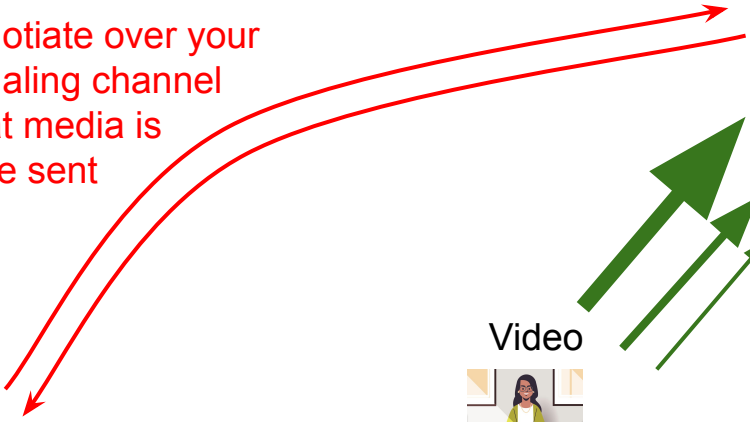 otiate over your
aling channel
t media is
e sent
Video